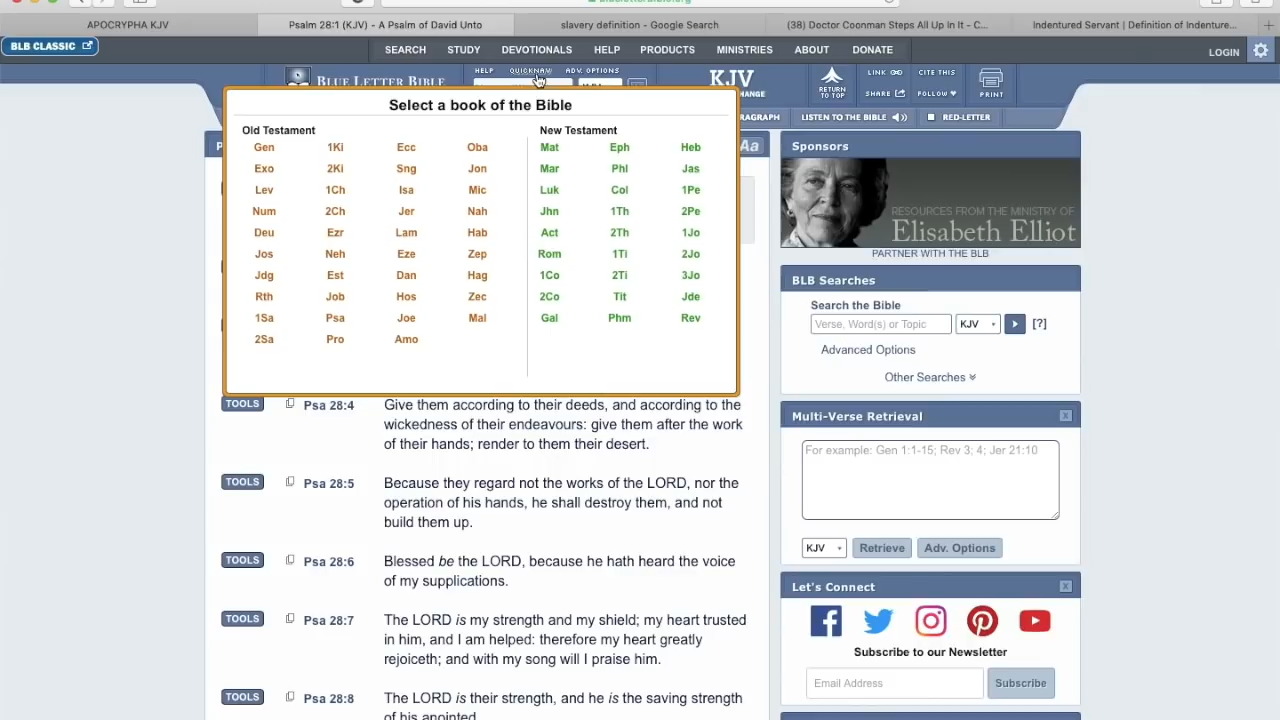 APOCRYPHA KJV
Psalm 28:1 (KJV) - A Psalm of David Unto
slavery definition - Google Search
(38) Doctor Coonman Steps All Up In It - C...
Indentured Servant | Definition of Indenture...
BLB CLASSIC
SEARCH STUDY DEVOTIONALS HELP PRODUCTS MINISTRIES ABOUT DONATE
LOGIN
BLUE LETTER BIBLE
HELP QUICKNAV ADV. OPTIONS
KJV
CHANGE
RETURN TO TOP
LINK
SHARE
CITE THIS
FOLLOW
PRINT
LISTEN TO THE BIBLE
RED-LETTER
Aa
Select a book of the Bible
Old Testament
Gen 1Ki Ecc Oba
Exo 2Ki Sng Jon
Lev 1Ch Isa Mic
Num 2Ch Jer Nah
Deu Ezr Lam Hab
Jos Neh Eze Zep
Jdg Est Dan Hag
Rth Job Hos Zec
1Sa Psa Joe Mal
2Sa Pro Amo
New Testament
Mat Eph Heb
Mar Phl Jas
Luk Col 1Pe
Jhn 1Th 2Pe
Act 2Th 1Jo
Rom 1Ti 2Jo
1Co 2Ti 3Jo
2Co Tit Jde
Gal Phm Rev
TOOLS Psa 28:4 Give them according to their deeds, and according to the
wickedness of their endeavours: give them after the work
of their hands; render to them their desert.
TOOLS Psa 28:5 Because they regard not the works of the LORD, nor the
operation of his hands, he shall destroy them, and not
build them up.
TOOLS Psa 28:6 Blessed be the LORD, because he hath heard the voice
of my supplications.
TOOLS Psa 28:7 The LORD is my strength and my shield; my heart trusted
in him, and I am helped: therefore my heart greatly
rejoiceth; and with my song will I praise him.
TOOLS Psa 28:8 The LORD is their strength, and he is the saving strength
of his anointed.
Sponsors
RESOURCES FROM THE MINISTRY OF
Elisabeth Elliot
PARTNER WITH THE BLB
BLB Searches
Search the Bible
Verse, Word(s) or Topic KJV [?]
Advanced Options
Other Searches
Multi-Verse Retrieval
For example: Gen 1:1-15; Rev 3; 4; Jer 21:10
KJV Retrieve Adv. Options
Let's Connect
Subscribe to our Newsletter
Email Address Subscribe